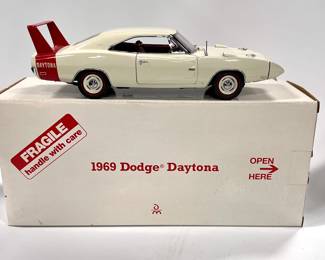 DAYTONA
FRAGILE
handle with care
1969 Dodge® Daytona
OPEN
HERE